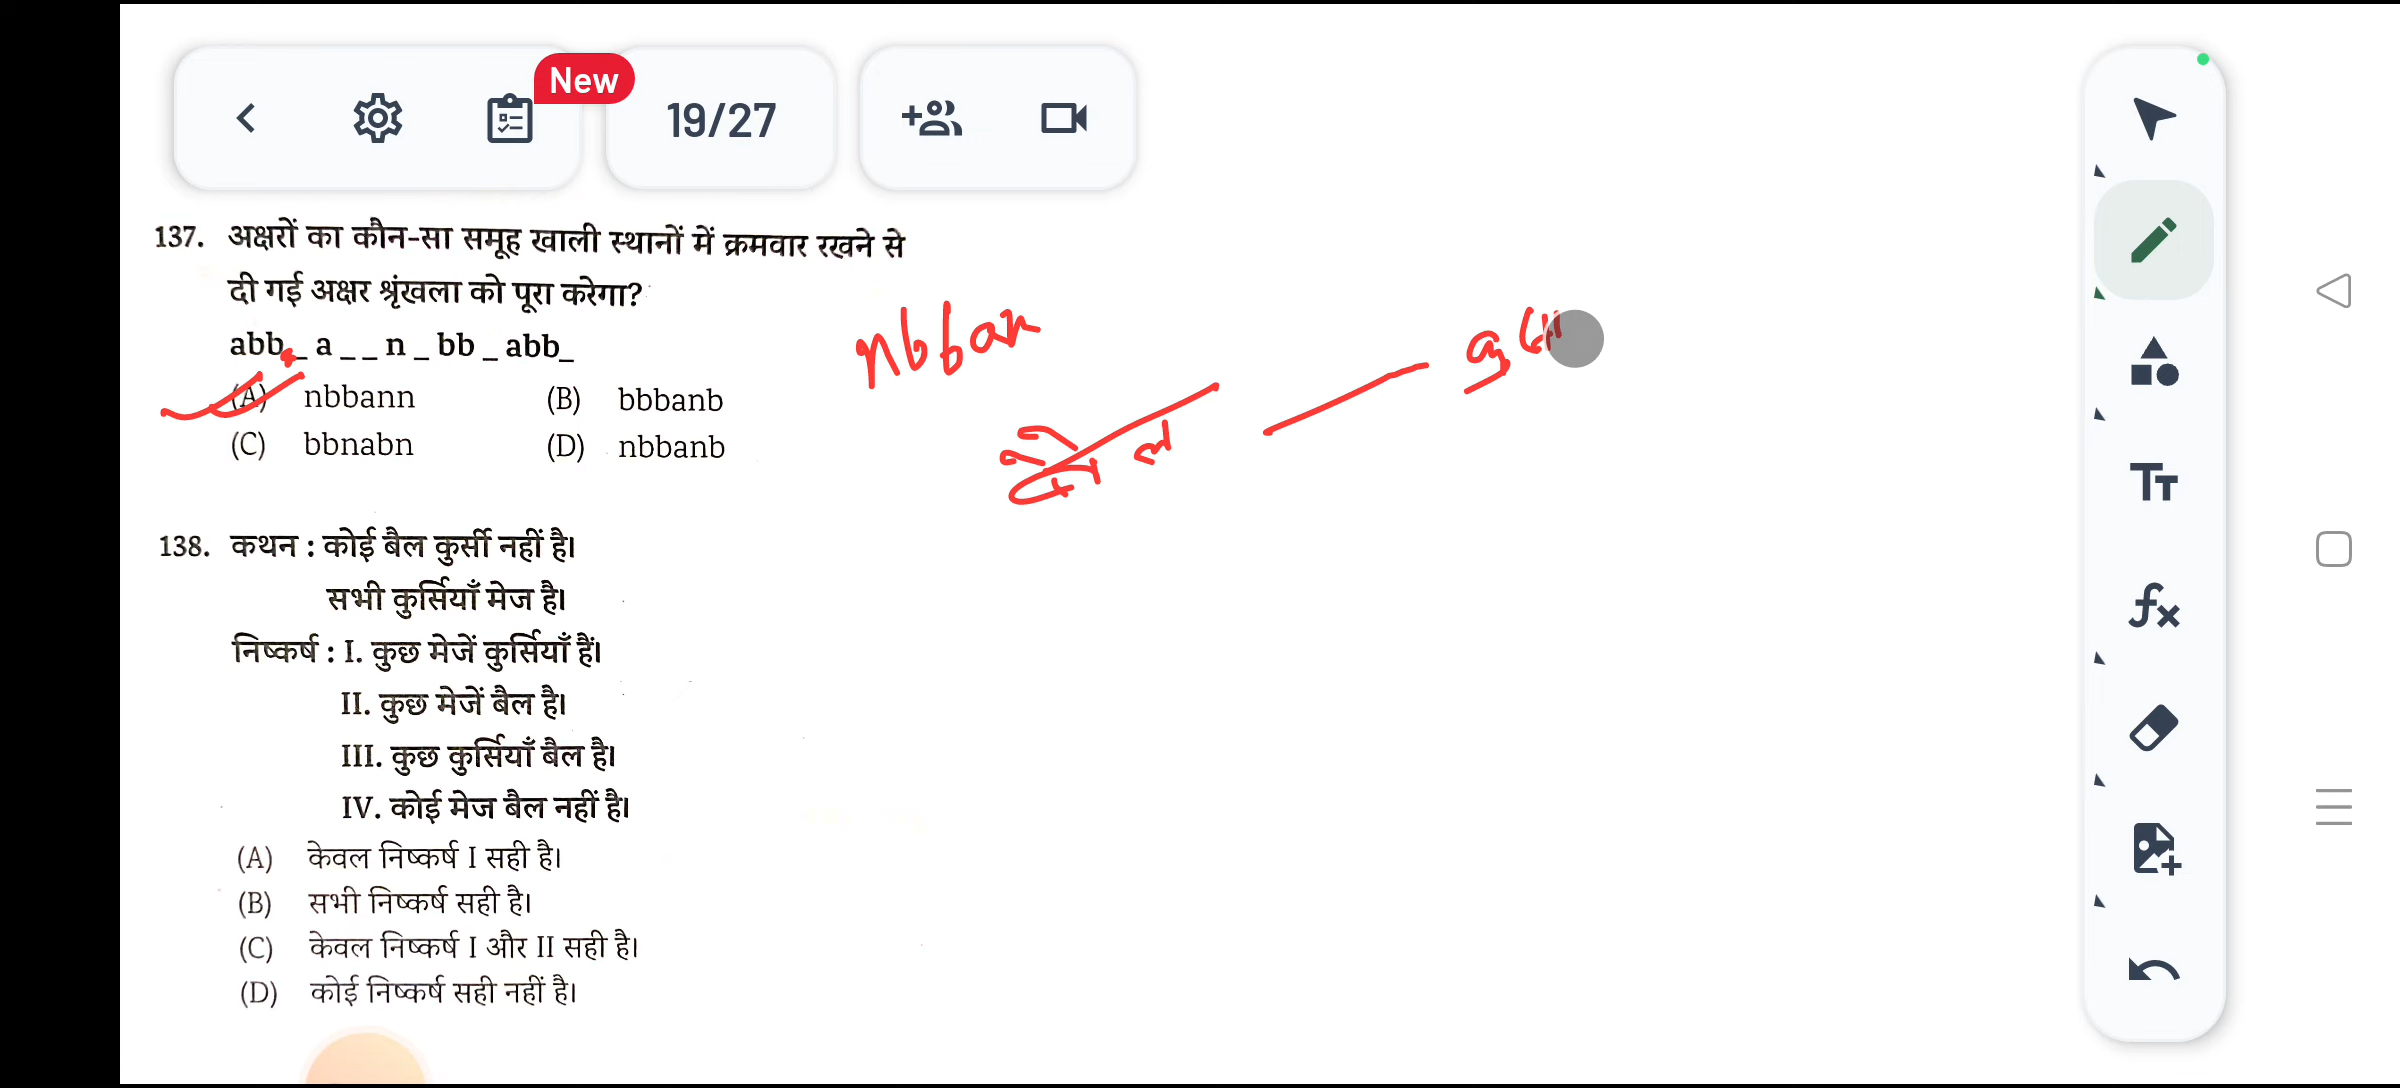 New
19/27
137. अक्षरों का कौन-सा समूह खाली स्थानों में क्रमवार रखने से
दी गई अक्षर श्रृंखला को पूरा करेगा?
abb _ a _ _ n _ bb _ abb_
(A) nbbann (B) bbbanb
(C) bbnabn (D) nbbanb
nbban
138. कथन : कोई बैल कुर्सी नहीं है।
सभी कुर्सियाँ मेज है।
निष्कर्ष : I. कुछ मेजें कुर्सियाँ हैं।
II. कुछ मेजें बैल है।
III. कुछ कुर्सियाँ बैल है।
IV. कोई मेज बैल नहीं है।
(A) केवल निष्कर्ष I सही है।
(B) सभी निष्कर्ष सही है।
(C) केवल निष्कर्ष I और II सही है।
(D) कोई निष्कर्ष सही नहीं है।